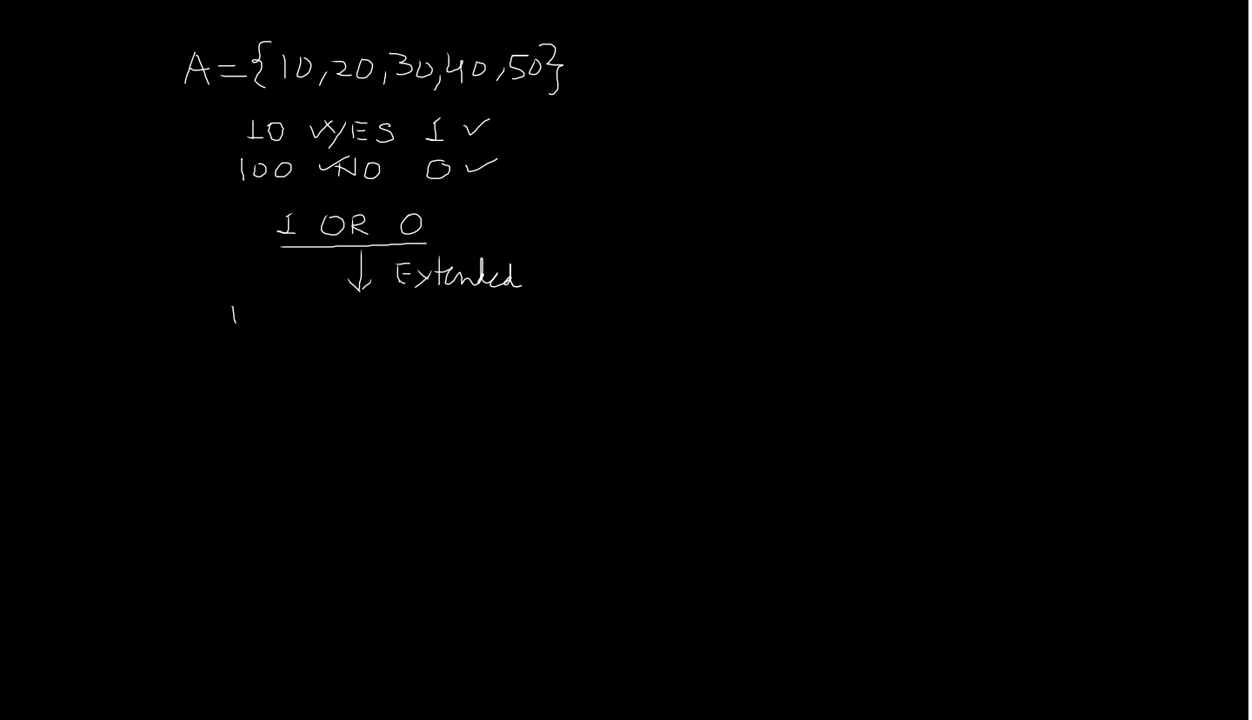 A={10,20,30,40,50}
10 ✓YES 1 ✓
100 ✓NO 0 ✓
1 OR 0
↓ Extended